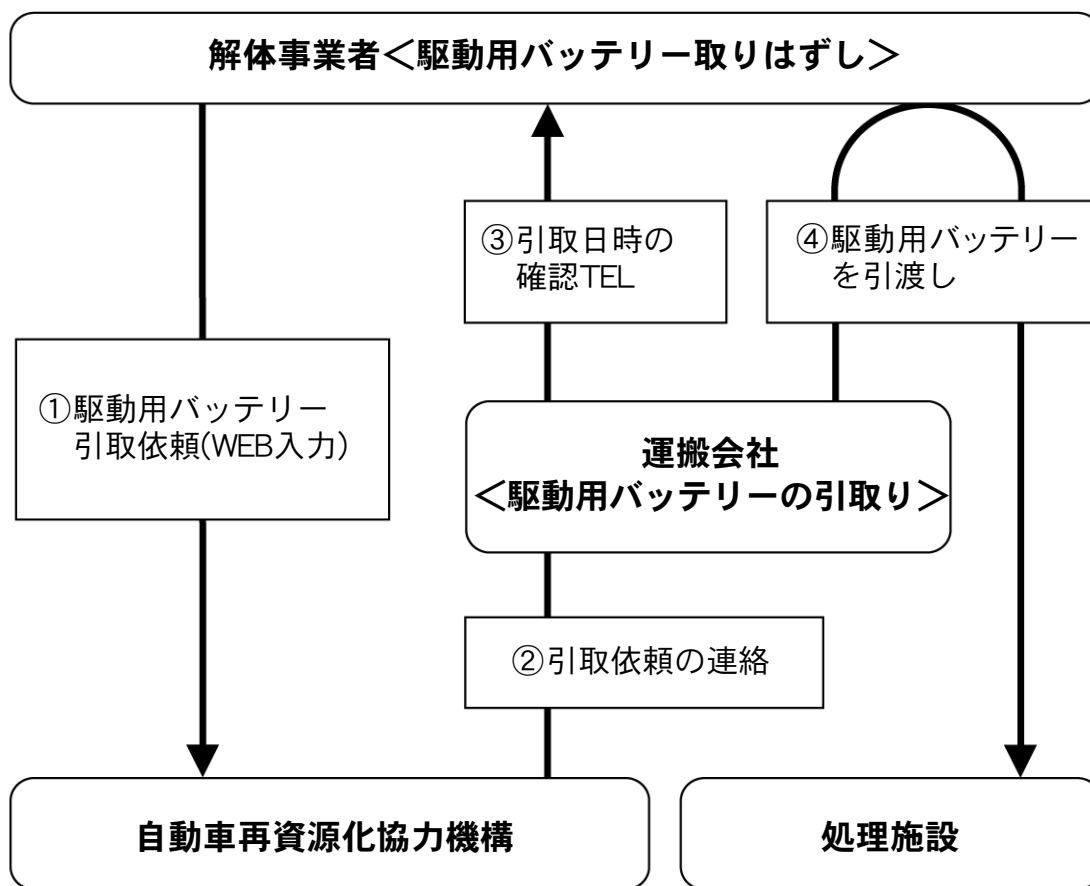 解体事業者＜駆動用バッテリー取りはずし＞
③引取日時の
確認TEL
④駆動用バッテリー
を引渡し
①駆動用バッテリー
引取依頼(WEB入力)
運搬会社
＜駆動用バッテリーの引取り＞
②引取依頼の連絡
自動車再資源化協力機構
処理施設